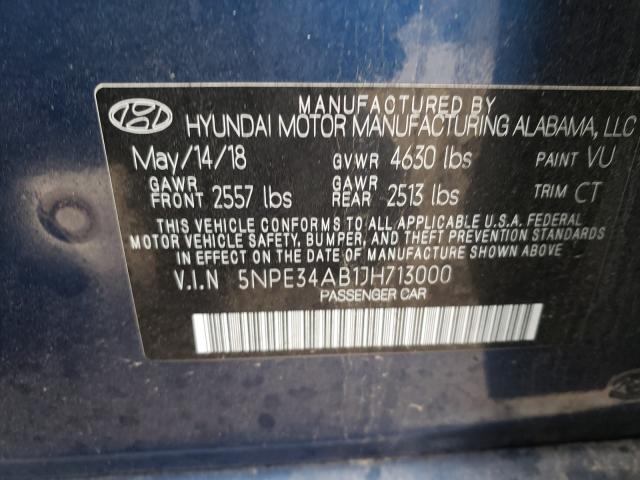 MANUFACTURED BY
HYUNDAI MOTOR MANUFACTURING ALABAMA, LLC
May/14/18 GVWR 4630 lbs PAINT VU
GAWR FRONT 2557 lbs GAWR REAR 2513 lbs TRIM CT
THIS VEHICLE CONFORMS TO ALL APPLICABLE U.S.A. FEDERAL
MOTOR VEHICLE SAFETY, BUMPER, AND THEFT PREVENTION
STANDARDS IN EFFECT ON THE DATE OF MANUFACTURE SHOWN ABOVE.
V.I.N 5NPE34AB1JH713000
PASSENGER CAR